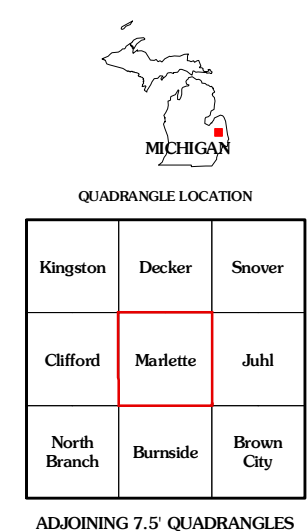 MICHIGAN
QUADRANGLE LOCATION
Kingston Decker Snover
Clifford Marlette Juhl
North Branch Burnside Brown City
ADJOINING 7.5' QUADRANGLES